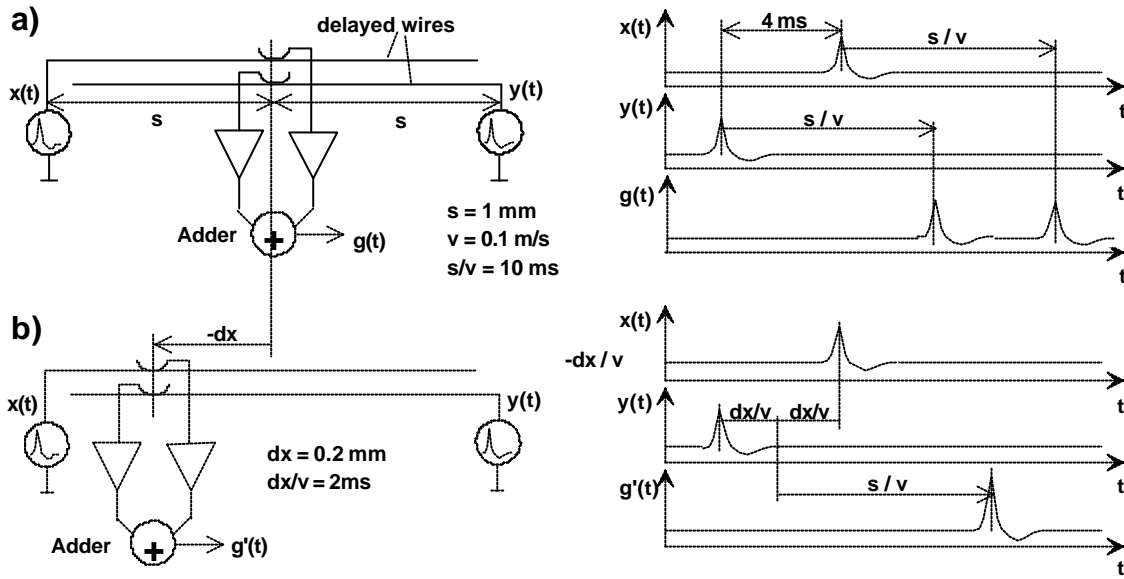 a)
delayed wires
x(t)
y(t)
s
s
Adder
+
g(t)
s = 1 mm
v = 0.1 m/s
s/v = 10 ms
x(t)
4 ms
s / v
t
y(t)
s / v
t
g(t)
t
b)
-dx
x(t)
y(t)
dx = 0.2 mm
dx/v = 2ms
Adder
+
g'(t)
x(t)
-dx / v
t
y(t)
dx/v
dx/v
t
g'(t)
s / v
t